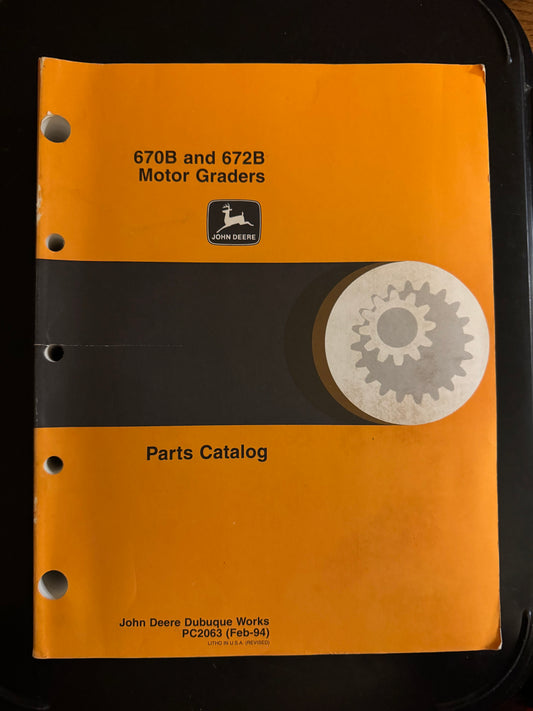 670B and 672B
Motor Graders
JOHN DEERE
Parts Catalog
John Deere Dubuque Works
PC2063 (Feb-94)
LITHO IN U.S.A. (REVISED)